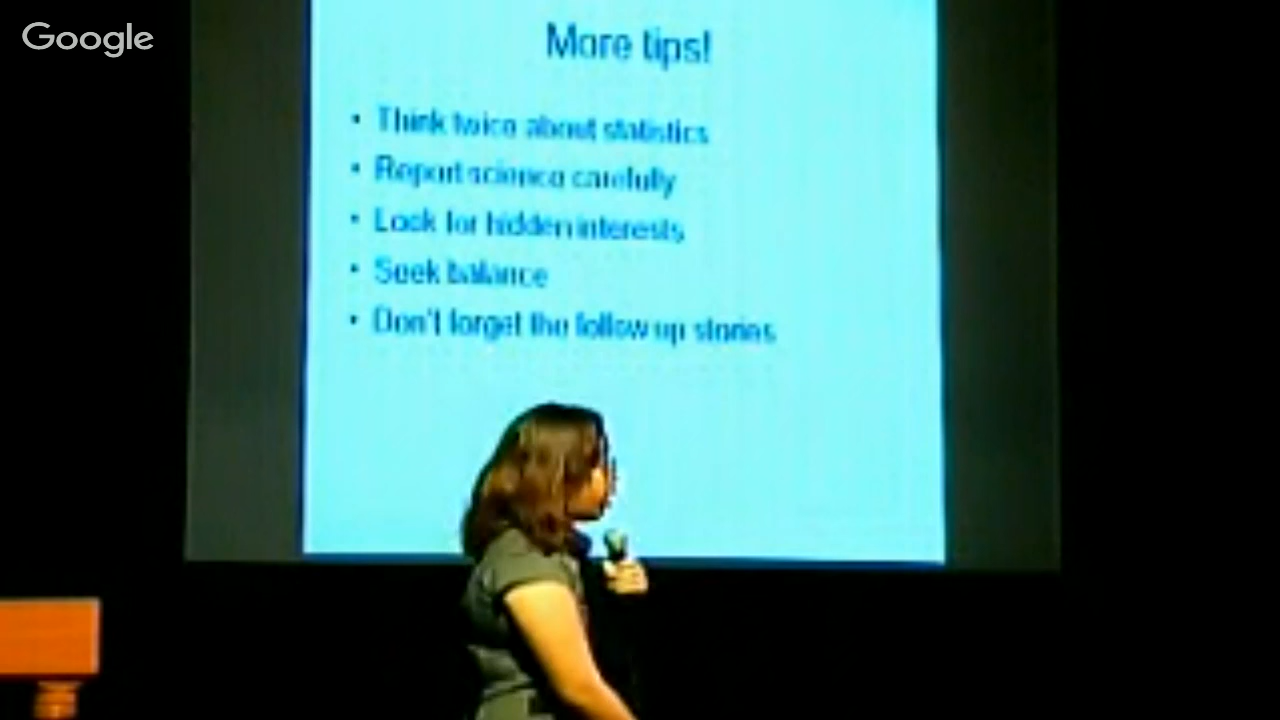 Google
More tips!
• Think twice about statistics
• Report science carefully
• Look for hidden interests
• Seek balance
• Don't forget the follow up stories